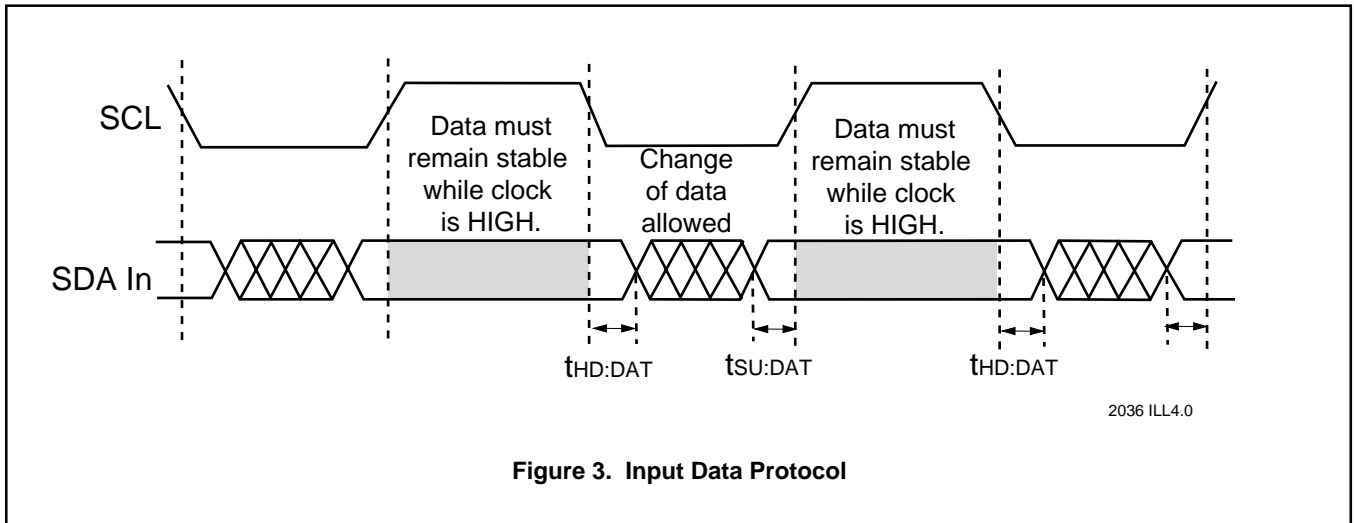 SCL
Data must
remain stable
while clock
is HIGH.
Change
of data
allowed
Data must
remain stable
while clock
is HIGH.
SDA In
tHD:DAT
tSU:DAT
tHD:DAT
2036 ILL4.0
Figure 3. Input Data Protocol